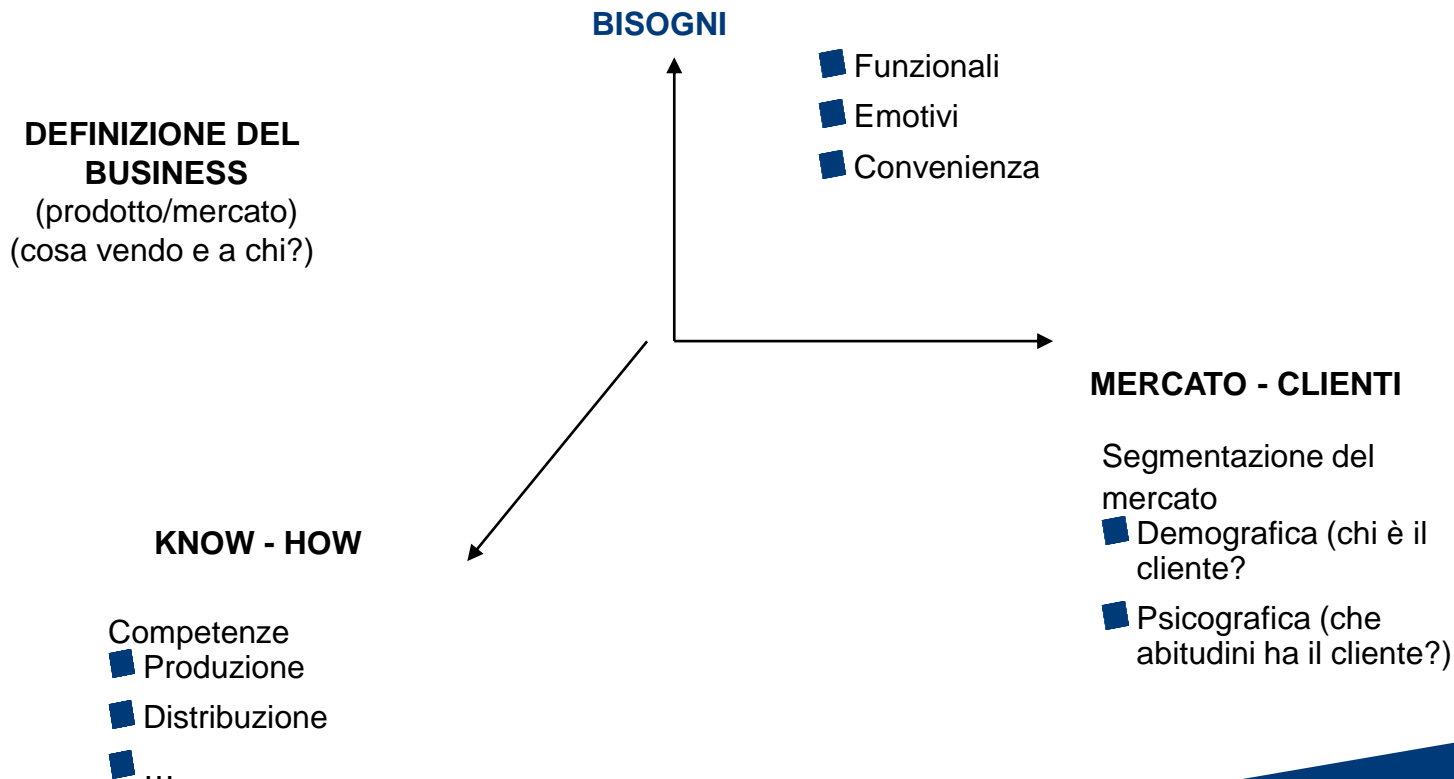 BISOGNI
Funzionali
Emotivi
Convenienza
DEFINIZIONE DEL
BUSINESS
(prodotto/mercato)
(cosa vendo e a chi?)
MERCATO - CLIENTI
Segmentazione del
mercato
Demografica (chi è il
cliente?
Psicografica (che
abitudini ha il cliente?)
KNOW - HOW
Competenze
Produzione
Distribuzione
...